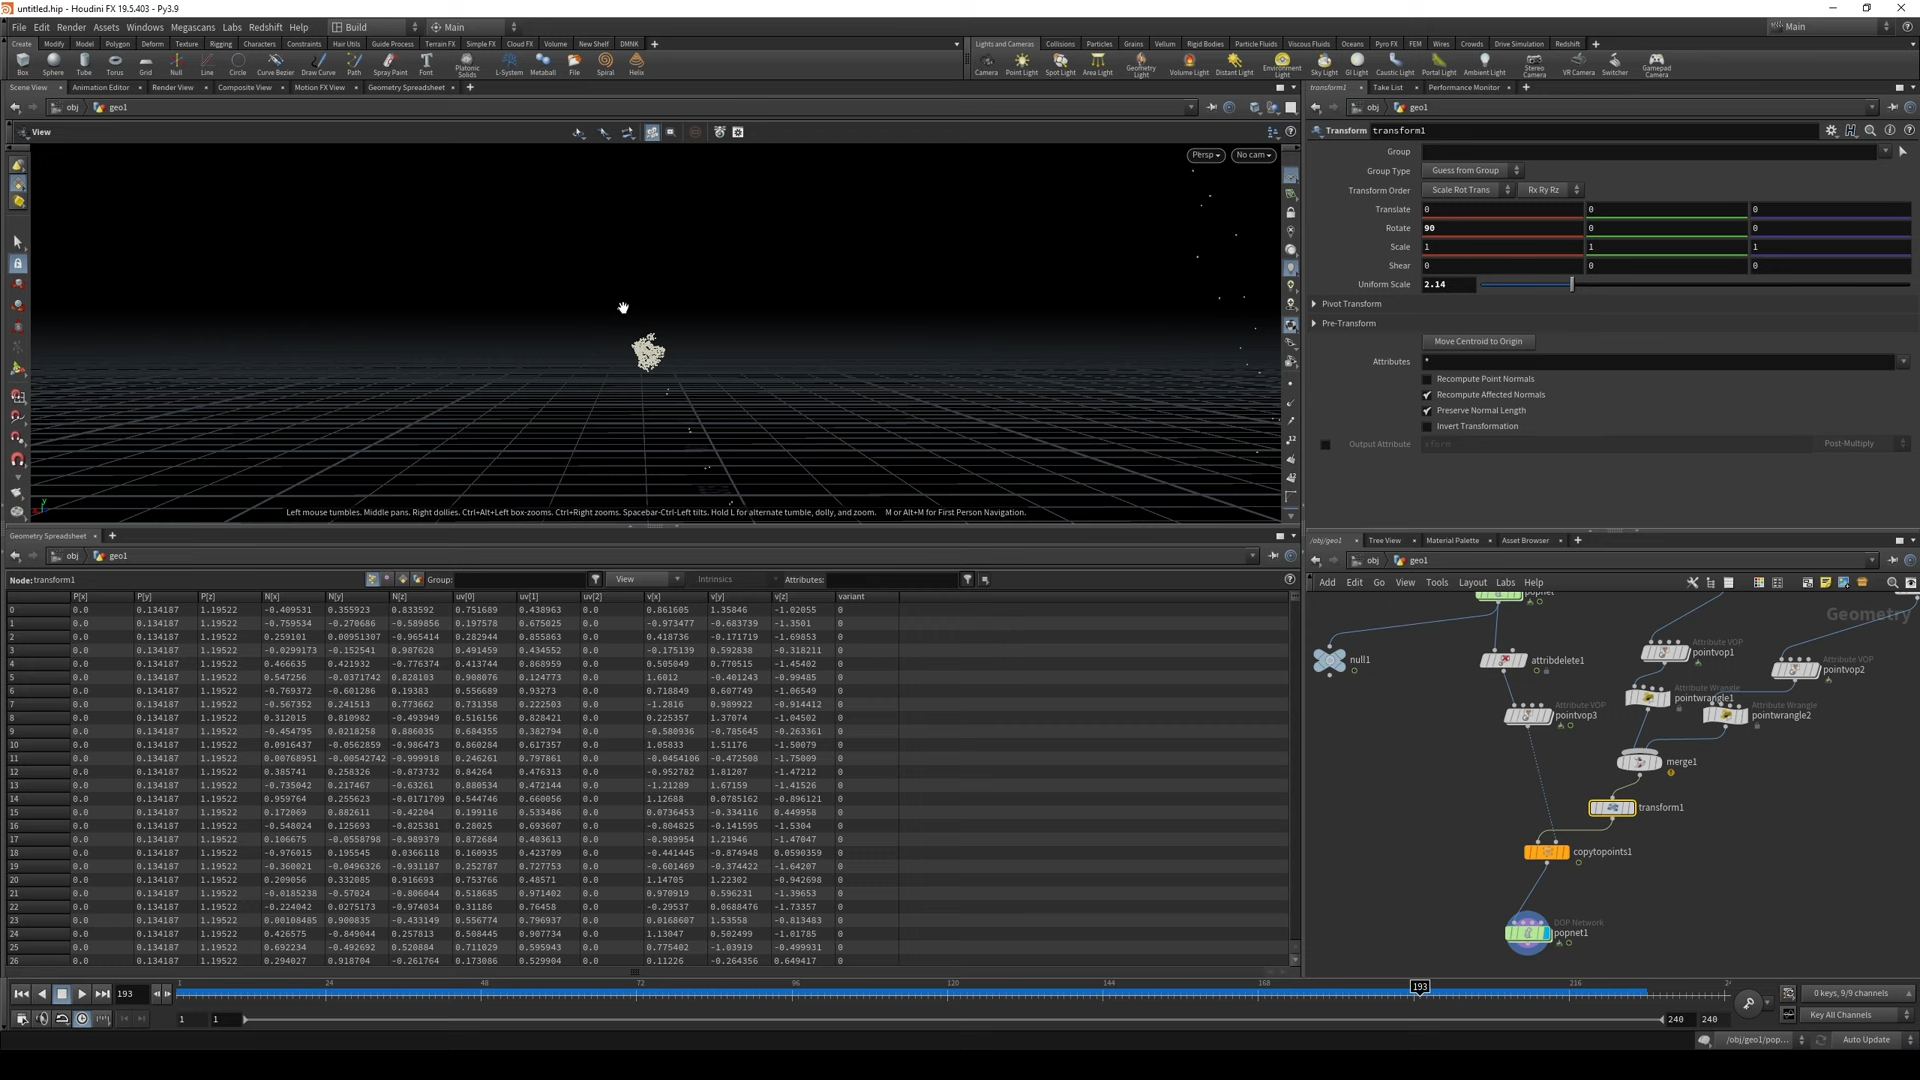 untitled.hip - Houdini FX 19.5.403 - Py3.9
File Edit Render Assets Windows Megascans Labs Redshift Help Build Main Main
Create Modify Model Polygon Deform Texture Rigging Characters Constraints Hair Utils Guide Process Terrain FX Simple FX Cloud FX Volume New Shelf DMNK
Box Sphere Tube Torus Grid Null Line Circle Curve Bezier Draw Curve Path Spray Paint Font Platonic Solids L-System Metaball File Spiral Helix
Lights and Cameras Collisions Particles Grains Vellum Rigid Bodies Particle Fluids Viscous Fluids Oceans Pyro FX FEM Wires Crowds Drive Simulation Redshift
Camera Point Light Spot Light Area Light Geometry Light Volume Light Distant Light Environment Light Sky Light GI Light Caustic Light Portal Light Ambient Light Stereo Camera VR Camera Switcher Gamepad Camera
Scene View Animation Editor Render View Composite View Motion FX View Geometry Spreadsheet
obj geo1
View
Persp No cam
Left mouse tumbles. Middle pans. Right dollies. Ctrl+Alt+Left box-zooms. Ctrl+Right zooms. Spacebar-Ctrl-Left tilts. Hold L for alternate tumble, dolly, and zoom. M or Alt+M for First Person Navigation.
transform1 Take List Performance Monitor
obj geo1
Transform transform1
Group
Group Type Guess from Group
Transform Order Scale Rot Trans Rx Ry Rz
Translate 0 0 0
Rotate 90 0 0
Scale 1 1 1
Shear 0 0 0
Uniform Scale 2.14
Pivot Transform
Pre-Transform
Move Centroid to Origin
Attributes *
Recompute Point Normals
Recompute Affected Normals
Preserve Normal Length
Invert Transformation
Output Attribute xform Post-Multiply
Geometry Spreadsheet
obj geo1
Node: transform1 Group: View Intrinsics Attributes:
P[x] P[y] P[z] N[x] N[y] N[z] uv[0] uv[1] uv[2] v[x] v[y] v[z] variant
0 0.0 0.134187 1.19522 -0.409531 0.355923 0.833592 0.751689 0.438963 0.0 0.861605 1.35846 -1.02055 0
1 0.0 0.134187 1.19522 -0.759534 -0.270686 -0.589856 0.197578 0.675025 0.0 -0.973477 -0.683739 -1.3501 0
2 0.0 0.134187 1.19522 0.259101 0.00951307 -0.965414 0.282944 0.855863 0.0 0.418736 -0.171719 -1.69853 0
3 0.0 0.134187 1.19522 -0.0299173 -0.152541 0.987628 0.491459 0.434552 0.0 -0.175139 0.592838 -0.318211 0
4 0.0 0.134187 1.19522 0.466635 0.421932 -0.776374 0.413744 0.868959 0.0 0.505049 0.770515 -1.45402 0
5 0.0 0.134187 1.19522 0.547256 -0.0371742 0.828103 0.908076 0.124773 0.0 1.6012 -0.401243 -0.99485 0
6 0.0 0.134187 1.19522 -0.769372 -0.601286 0.19383 0.556689 0.93273 0.0 0.718849 0.607749 -1.06549 0
7 0.0 0.134187 1.19522 -0.567352 0.241513 0.773662 0.731358 0.222503 0.0 -1.2816 0.989922 -0.914412 0
8 0.0 0.134187 1.19522 0.312015 0.810982 -0.493949 0.516156 0.828421 0.0 0.225357 1.37074 -1.04502 0
9 0.0 0.134187 1.19522 -0.454795 0.0218258 0.886035 0.684355 0.382794 0.0 -0.580936 -0.785645 -0.263361 0
10 0.0 0.134187 1.19522 0.0916437 -0.0562859 -0.986473 0.860284 0.617357 0.0 1.05833 1.51176 -1.50079 0
11 0.0 0.134187 1.19522 0.00768951 -0.00542742 -0.999918 0.246261 0.797861 0.0 -0.0454106 -0.472508 -1.75009 0
12 0.0 0.134187 1.19522 0.385741 0.258326 -0.873732 0.84264 0.476313 0.0 -0.952782 1.81207 -1.47212 0
13 0.0 0.134187 1.19522 -0.735042 0.217467 -0.63261 0.880534 0.472144 0.0 -1.21289 1.67159 -1.41526 0
14 0.0 0.134187 1.19522 0.959764 0.255623 -0.0171709 0.544746 0.660056 0.0 1.12688 0.0785162 -0.896121 0
15 0.0 0.134187 1.19522 0.172069 0.882611 -0.42204 0.199116 0.533486 0.0 0.0736453 -0.334116 0.449958 0
16 0.0 0.134187 1.19522 -0.548024 0.125693 -0.825381 0.28025 0.693607 0.0 -0.804825 -0.141595 -1.5304 0
17 0.0 0.134187 1.19522 0.106675 -0.0558798 -0.989379 0.872684 0.403613 0.0 -0.989954 1.21946 -1.47047 0
18 0.0 0.134187 1.19522 -0.976015 0.195545 0.0366118 0.160935 0.423709 0.0 -0.441445 -0.874948 0.0590359 0
19 0.0 0.134187 1.19522 -0.360021 -0.0496326 -0.931187 0.252787 0.727753 0.0 -0.601469 -0.374422 -1.64207 0
20 0.0 0.134187 1.19522 0.209056 0.332085 0.916693 0.753766 0.48571 0.0 1.14705 1.22302 -0.942698 0
21 0.0 0.134187 1.19522 -0.0185238 -0.57024 -0.806044 0.518685 0.971402 0.0 0.970919 0.596231 -1.39653 0
22 0.0 0.134187 1.19522 -0.224042 0.0275173 -0.974034 0.31186 0.76458 0.0 -0.29537 0.0688476 -1.73357 0
23 0.0 0.134187 1.19522 0.00108485 0.900835 -0.433149 0.556774 0.796937 0.0 0.0168607 1.53558 -0.813483 0
24 0.0 0.134187 1.19522 0.426575 -0.849044 0.257813 0.508445 0.907734 0.0 1.13047 0.502499 -1.01785 0
25 0.0 0.134187 1.19522 0.692234 -0.492692 0.520884 0.711029 0.595943 0.0 0.775402 -1.03919 -0.499931 0
26 0.0 0.134187 1.19522 0.294027 0.918704 -0.261764 0.173086 0.529904 0.0 0.11226 -0.264356 0.649417 0
/obj/geo1 Tree View Material Palette Asset Browser
obj geo1
Add Edit Go View Tools Layout Labs Help
Geometry
popnet
null1
attribdelete1
Attribute VOP
pointvop1
Attribute VOP
pointvop2
Attribute VOP
pointvop3
Attribute Wrangle
pointwrangle1
Attribute Wrangle
pointwrangle2
merge1
transform1
copytopoints1
DOP Network
popnet1
193 1 24 48 72 96 120 144 168 193 216
0 keys, 9/9 channels
1 1 240 240 Key All Channels
/obj/geo1/pop... Auto Update